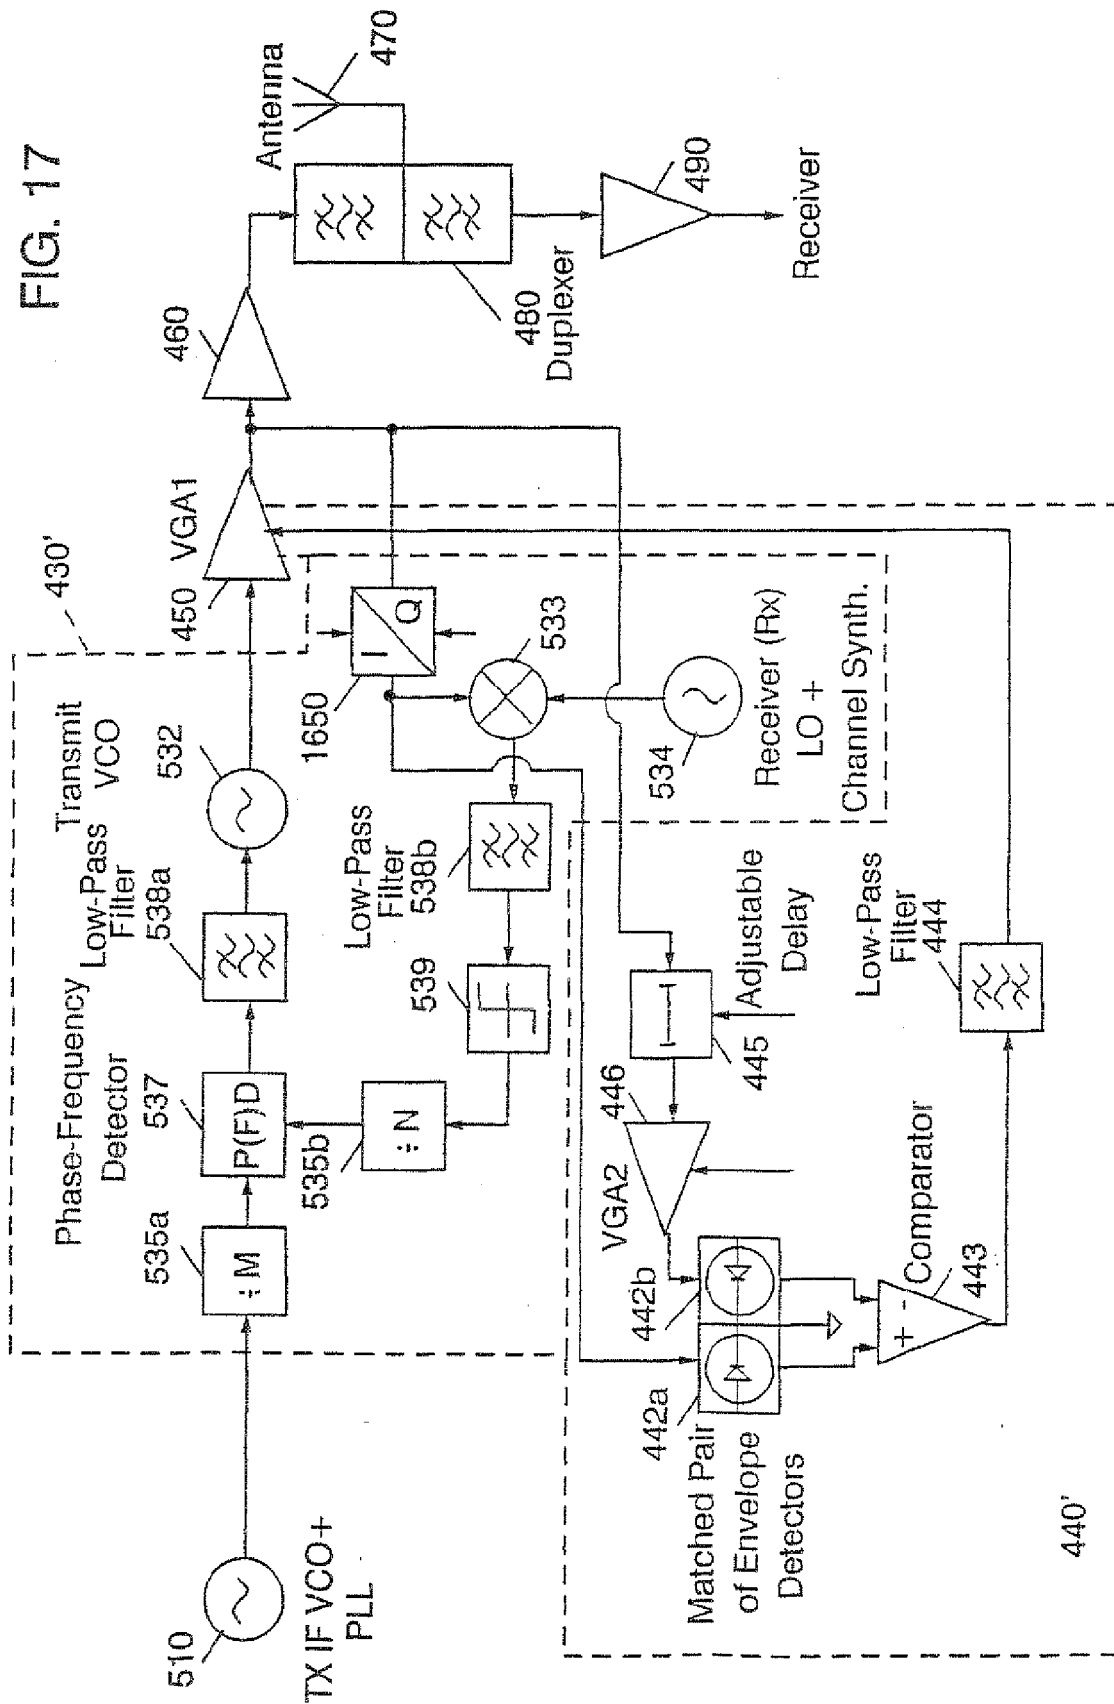 FIG. 17
430'
Antenna
470
460
VGA1
450
480
Duplexer
490
Receiver
Transmit
VCO
532
Low-Pass
Filter
538a
Phase-Frequency
Detector
537
P(F)D
535a
÷M
510
TX IF VCO+
PLL
I
Q
1650
533
534
Receiver (Rx)
LO +
Channel Synth.
Low-Pass
Filter
538b
539
÷N
535b
Adjustable
Delay
445
446
VGA2
442b
442a
Matched Pair
of Envelope
Detectors
+
-
Comparator
443
Low-Pass
Filter
444
440'